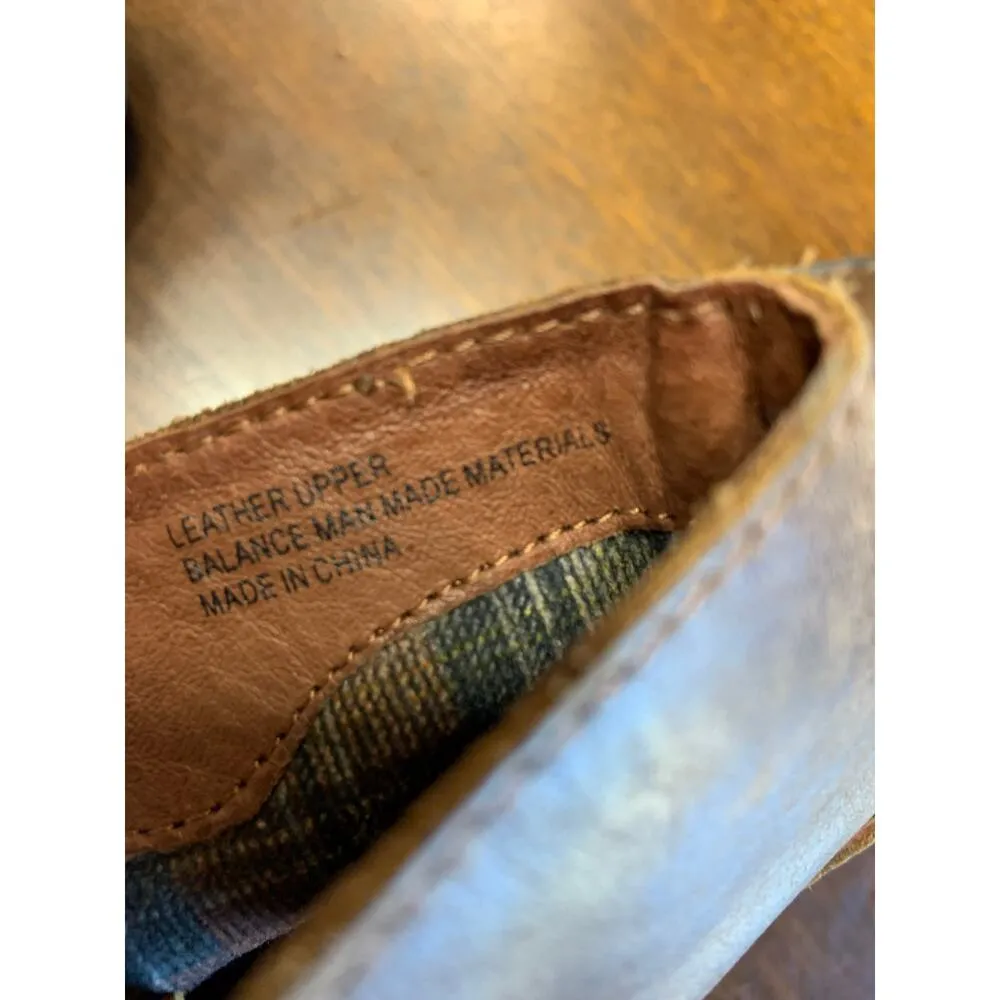 LEATHER UPPER
BALANCE MAN MADE MATERIALS
MADE IN CHINA